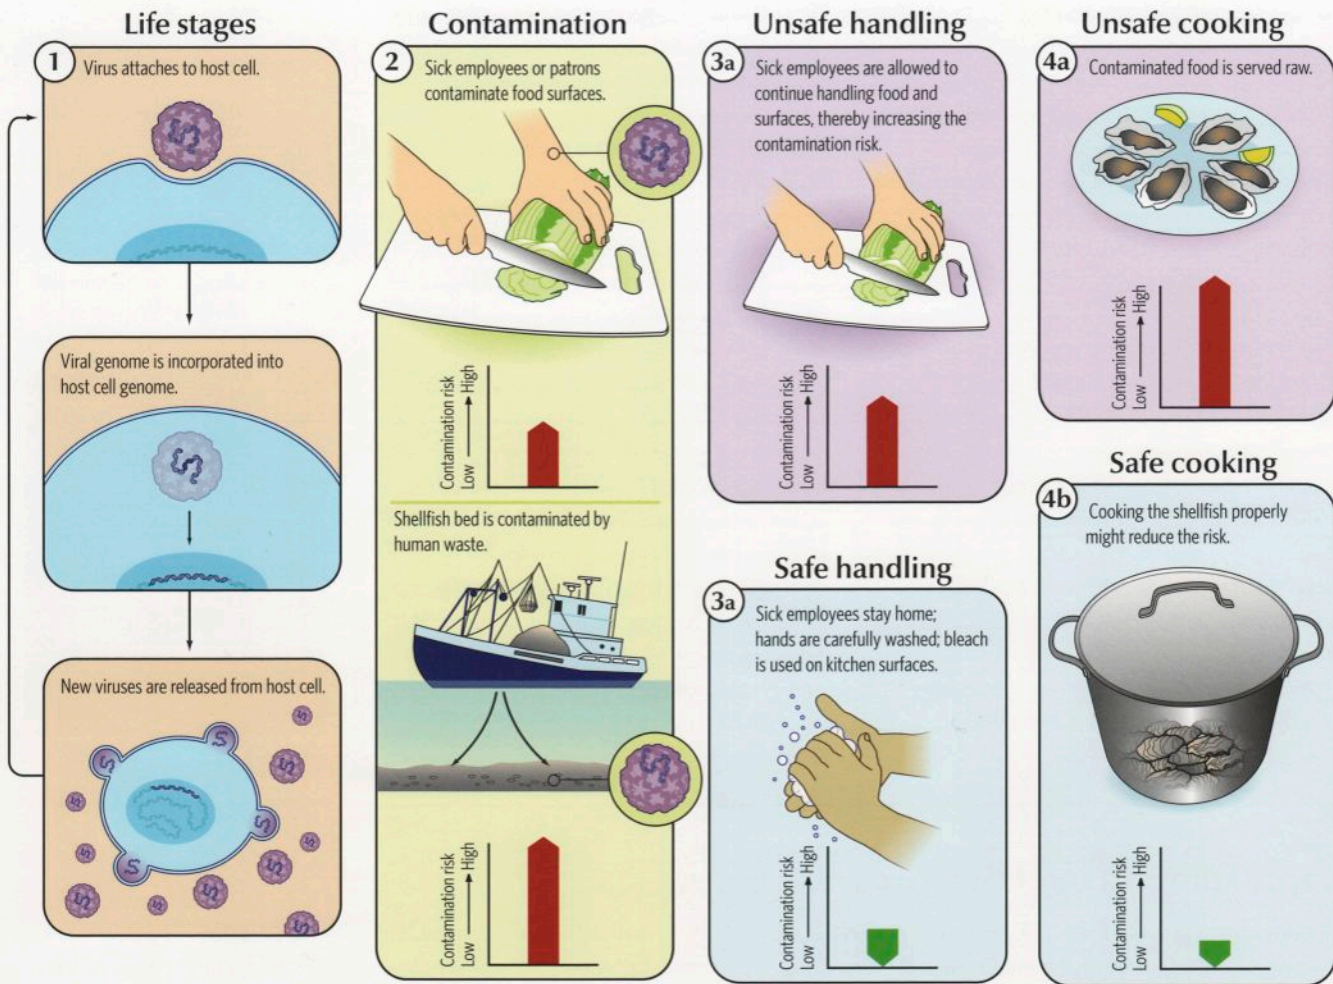 Life stages
1
Virus attaches to host cell.
Viral genome is incorporated into
host cell genome.
New viruses are released from host cell.
Contamination
2
Sick employees or patrons
contaminate food surfaces.
Contamination risk
Low
High
Shellfish bed is contaminated by
human waste.
Contamination risk
Low
High
Unsafe handling
3a
Sick employees are allowed to
continue handling food and
surfaces, thereby increasing the
contamination risk.
Contamination risk
Low
High
Safe handling
3a
Sick employees stay home;
hands are carefully washed; bleach
is used on kitchen surfaces.
Contamination risk
Low
High
Unsafe cooking
4a
Contaminated food is served raw.
Contamination risk
Low
High
Safe cooking
4b
Cooking the shellfish properly
might reduce the risk.
Contamination risk
Low
High